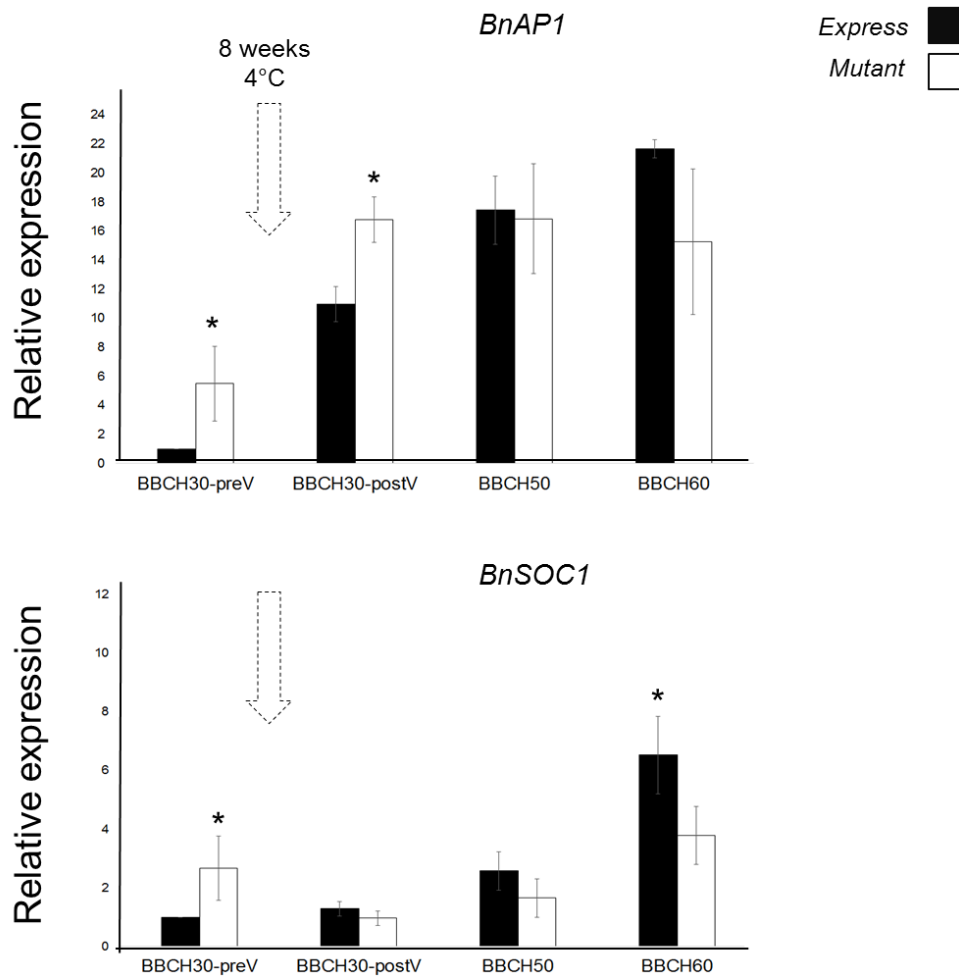 BnAP1
Express
Mutant
8 weeks
4°C
Relative expression
24
22
20
18
16
14
12
10
8
6
4
2
0
*
*
BBCH30-preV BBCH30-postV BBCH50 BBCH60
BnSOC1
Relative expression
12
10
8
6
4
2
0
*
*
BBCH30-preV BBCH30-postV BBCH50 BBCH60